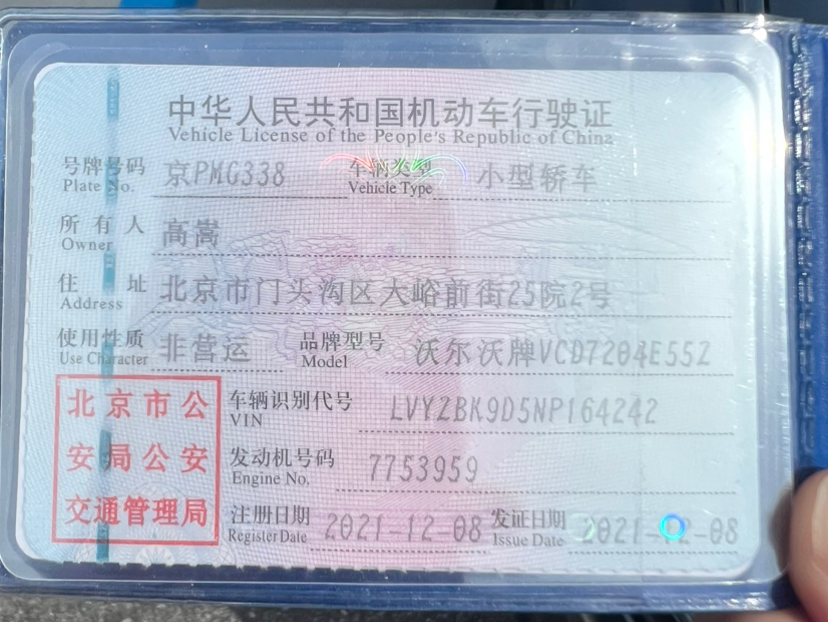 中华人民共和国机动车行驶证
Vehicle License of the People's Republic of China
号牌号码 京PMG338 车辆类型 小型轿车
Plate No. Vehicle Type
所有人 高嵩
Owner
住址 北京市门头沟区大峪前街25院2号
Address
使用性质 非营运 品牌型号 沃尔沃牌VCD7204E55Z
Use Character Model
北京市公 车辆识别代号 LVYZBK9D5NP164242
VIN
安局公安 发动机号码 7753959
Engine No.
交通管理局 注册日期 2021-12-08 发证日期 2021-12-08
Register Date Issue Date